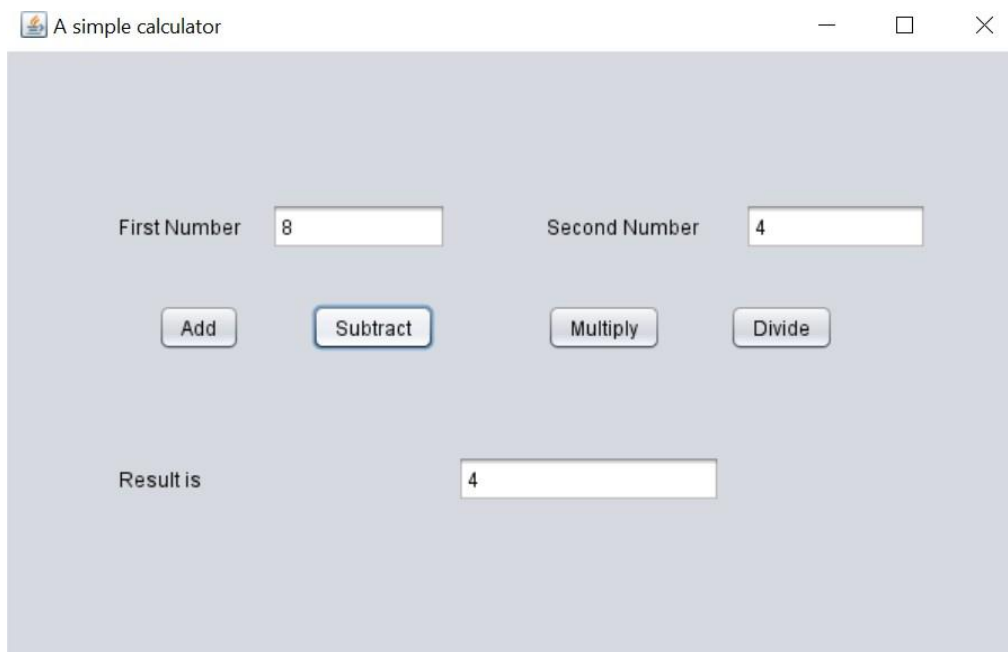 A simple calculator
First Number 8 Second Number 4
Add Subtract Multiply Divide
Result is 4